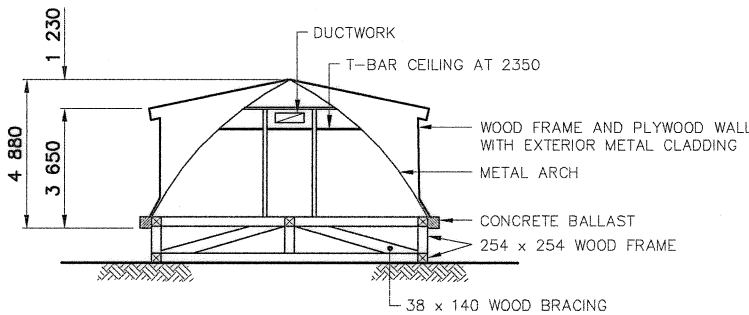 1 230
DUCTWORK
T-BAR CEILING AT 2350
4 880
3 650
WOOD FRAME AND PLYWOOD WALL
WITH EXTERIOR METAL CLADDING
METAL ARCH
CONCRETE BALLAST
254 x 254 WOOD FRAME
38 x 140 WOOD BRACING